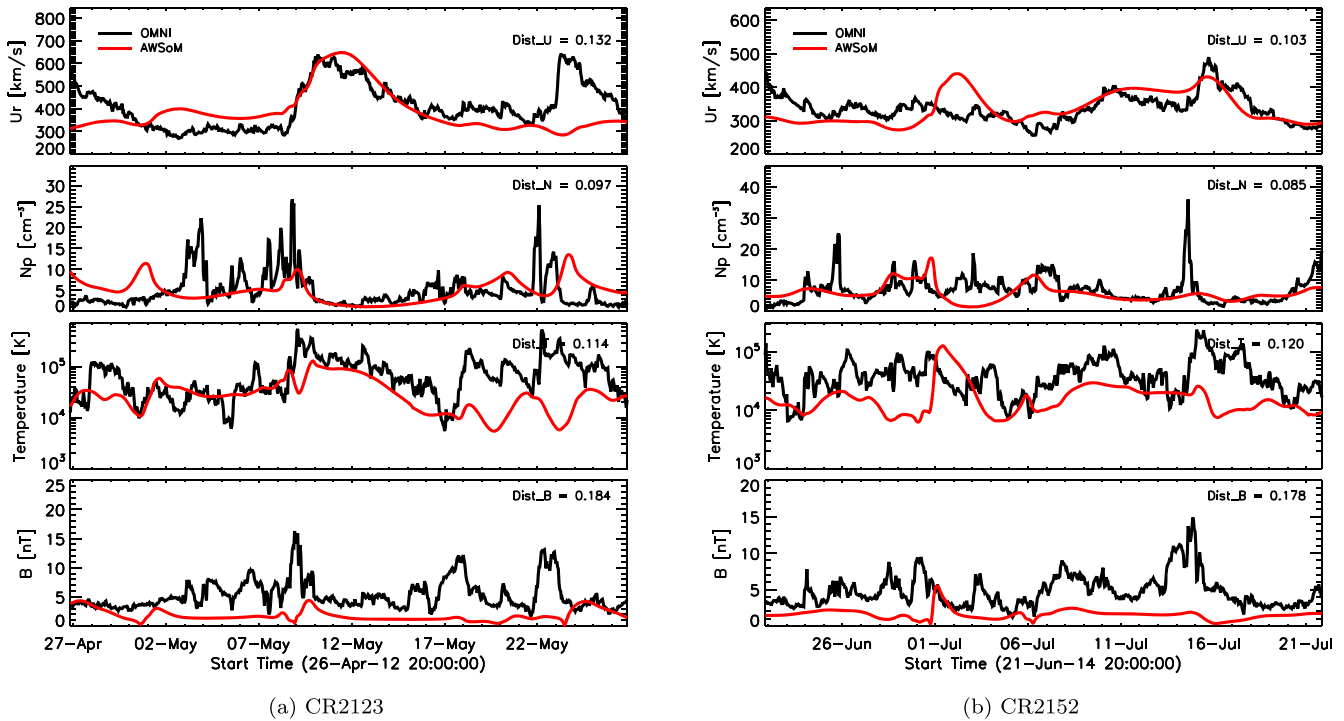 OMNI
AWSoM
Dist_U = 0.132
Ur [km/s]
800
700
600
500
400
300
200
Dist_N = 0.097
Np [cm⁻³]
30
25
20
15
10
5
0
Dist_T = 0.114
Temperature [K]
10⁵
10⁴
10³
Dist_B = 0.184
B [nT]
25
20
15
10
5
0
27-Apr 02-May 07-May 12-May 17-May 22-May
Start Time (26-Apr-12 20:00:00)
(a) CR2123
OMNI
AWSoM
Dist_U = 0.103
Ur [km/s]
600
500
400
300
200
Dist_N = 0.085
Np [cm⁻³]
40
30
20
10
0
Dist_T = 0.120
Temperature [K]
10⁵
10⁴
10³
Dist_B = 0.178
B [nT]
20
15
10
5
0
26-Jun 01-Jul 06-Jul 11-Jul 16-Jul 21-Jul
Start Time (21-Jun-14 20:00:00)
(b) CR2152